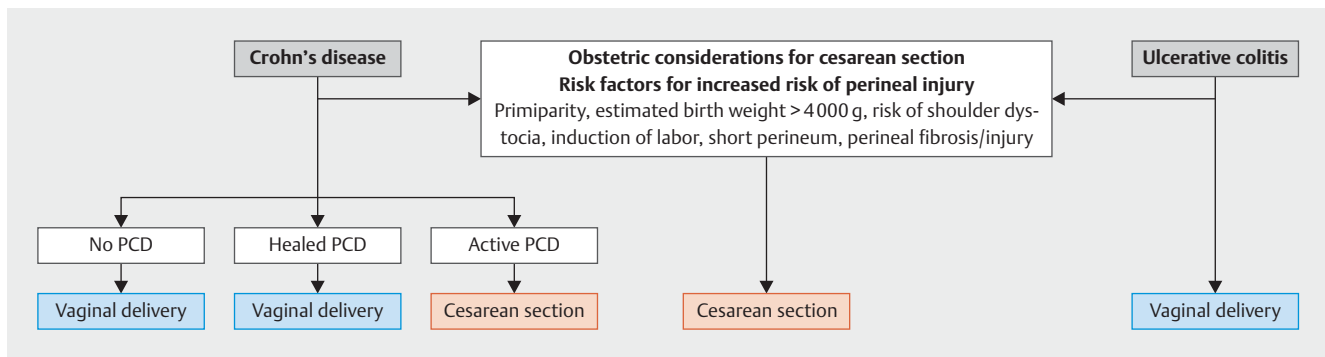 Crohn's disease
Obstetric considerations for cesarean section
Risk factors for increased risk of perineal injury
Primiparity, estimated birth weight > 4000 g, risk of shoulder dys-
tocia, induction of labor, short perineum, perineal fibrosis/injury
Ulcerative colitis
No PCD
Healed PCD
Active PCD
Vaginal delivery
Vaginal delivery
Cesarean section
Cesarean section
Vaginal delivery